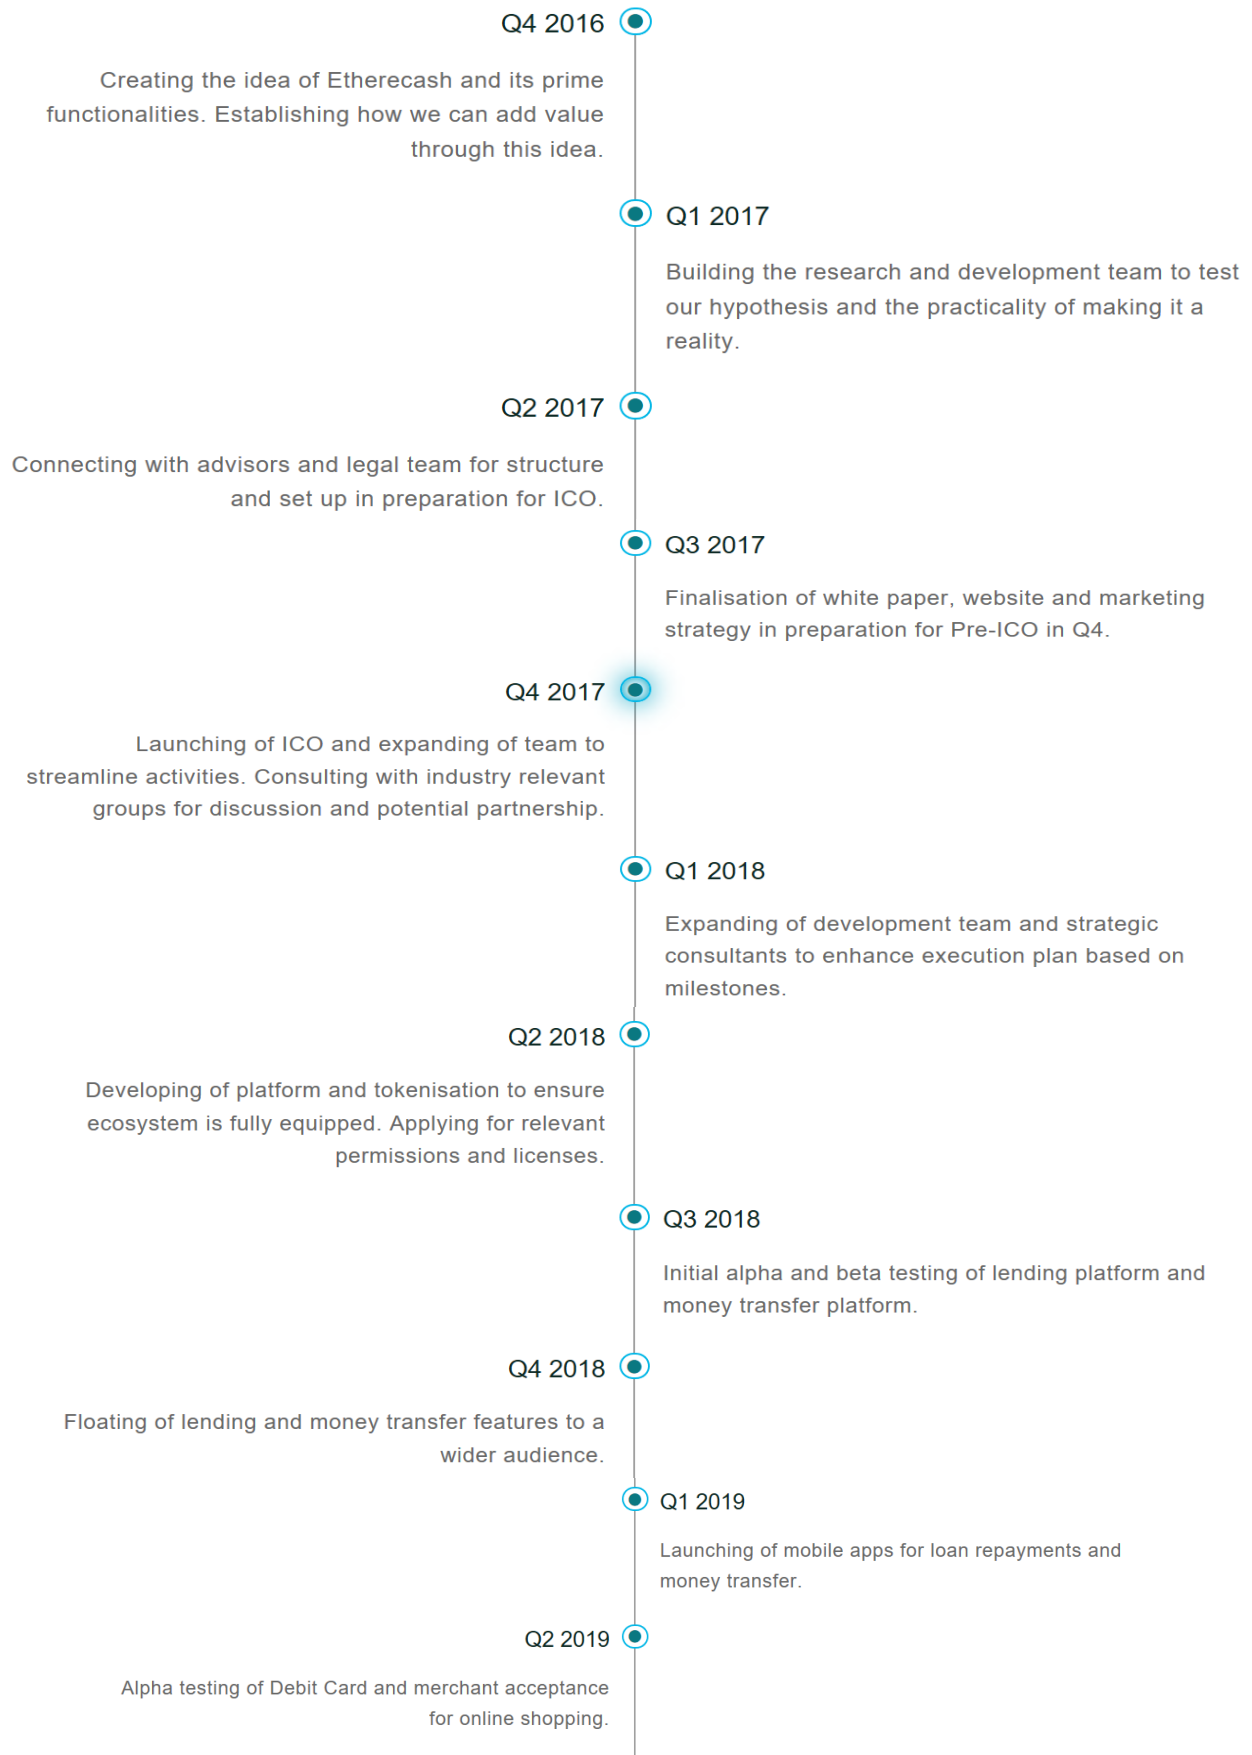 Q4 2016
Creating the idea of Etherecash and its prime
functionalities. Establishing how we can add value
through this idea.
Q1 2017
Building the research and development team to test
our hypothesis and the practicality of making it a
reality.
Q2 2017
Connecting with advisors and legal team for structure
and set up in preparation for ICO.
Q3 2017
Finalisation of white paper, website and marketing
strategy in preparation for Pre-ICO in Q4.
Q4 2017
Launching of ICO and expanding of team to
streamline activities. Consulting with industry relevant
groups for discussion and potential partnership.
Q1 2018
Expanding of development team and strategic
consultants to enhance execution plan based on
milestones.
Q2 2018
Developing of platform and tokenisation to ensure
ecosystem is fully equipped. Applying for relevant
permissions and licenses.
Q3 2018
Initial alpha and beta testing of lending platform and
money transfer platform.
Q4 2018
Floating of lending and money transfer features to a
wider audience.
Q1 2019
Launching of mobile apps for loan repayments and
money transfer.
Q2 2019
Alpha testing of Debit Card and merchant acceptance
for online shopping.